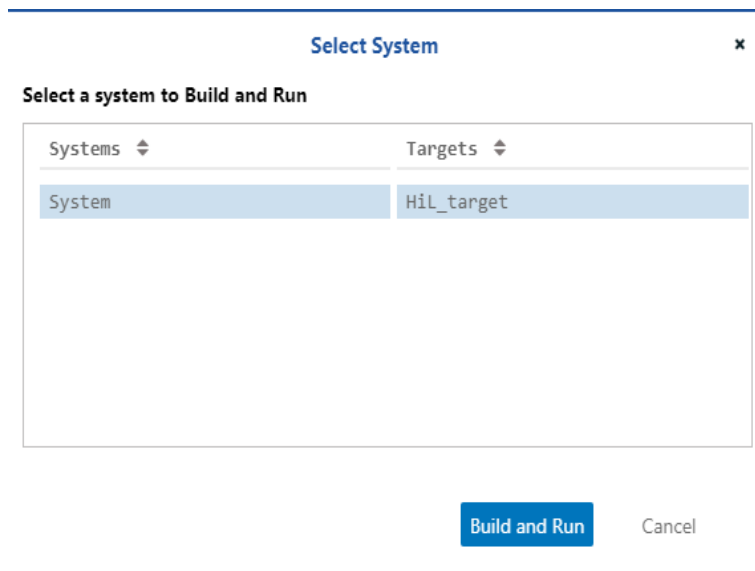 Select System
×
Select a system to Build and Run
Systems Targets
System HiL_target
Build and Run Cancel